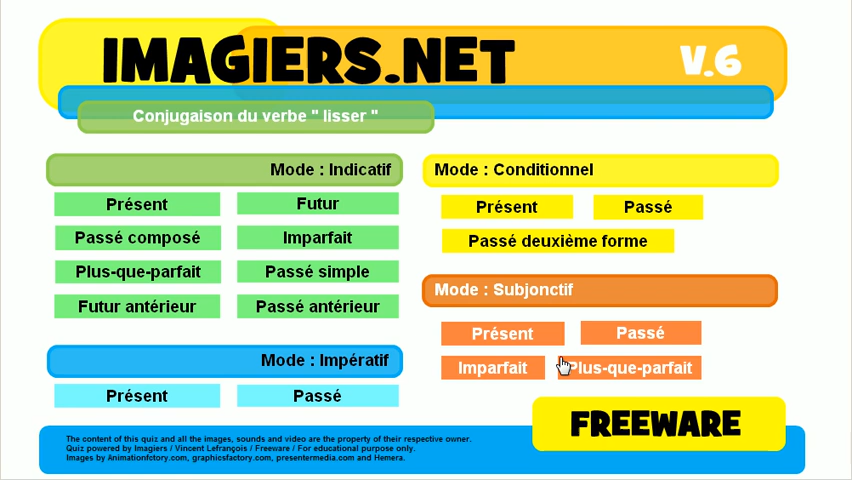 IMAGIERS.NET
V.6
Conjugaison du verbe " lisser "
Mode : Indicatif
Présent
Futur
Passé composé
Imparfait
Plus-que-parfait
Passé simple
Futur antérieur
Passé antérieur
Mode : Impératif
Présent
Passé
Mode : Conditionnel
Présent
Passé
Passé deuxième forme
Mode : Subjonctif
Présent
Passé
Imparfait
Plus-que-parfait
FREEWARE
The content of this quiz and all the images, sounds and video are the property of their respective owner.
Quiz powered by Imagiers / Vincent Lefrançois / Freeware / For educational purpose only.
Images by Animationfctory.com, graphicsfactory.com, presentermedia.com and Hemera.